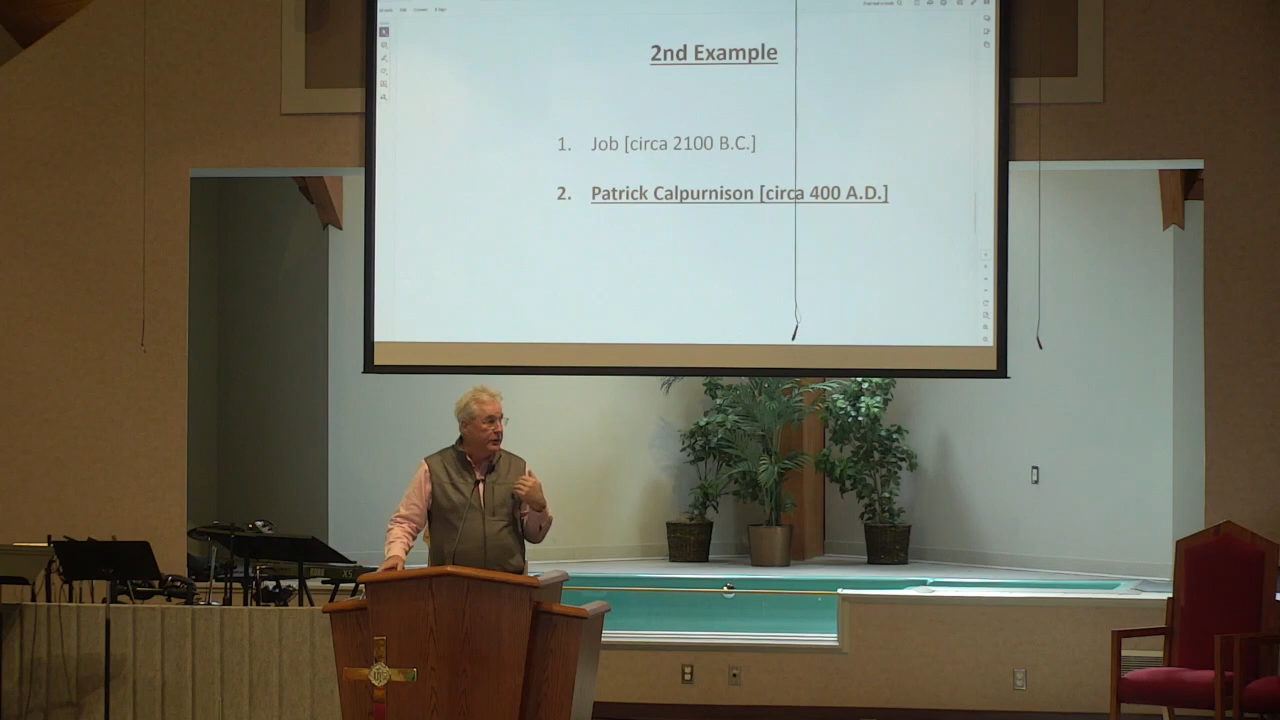 2nd Example
1. Job [circa 2100 B.C.]
2. Patrick Calpurnison [circa 400 A.D.]